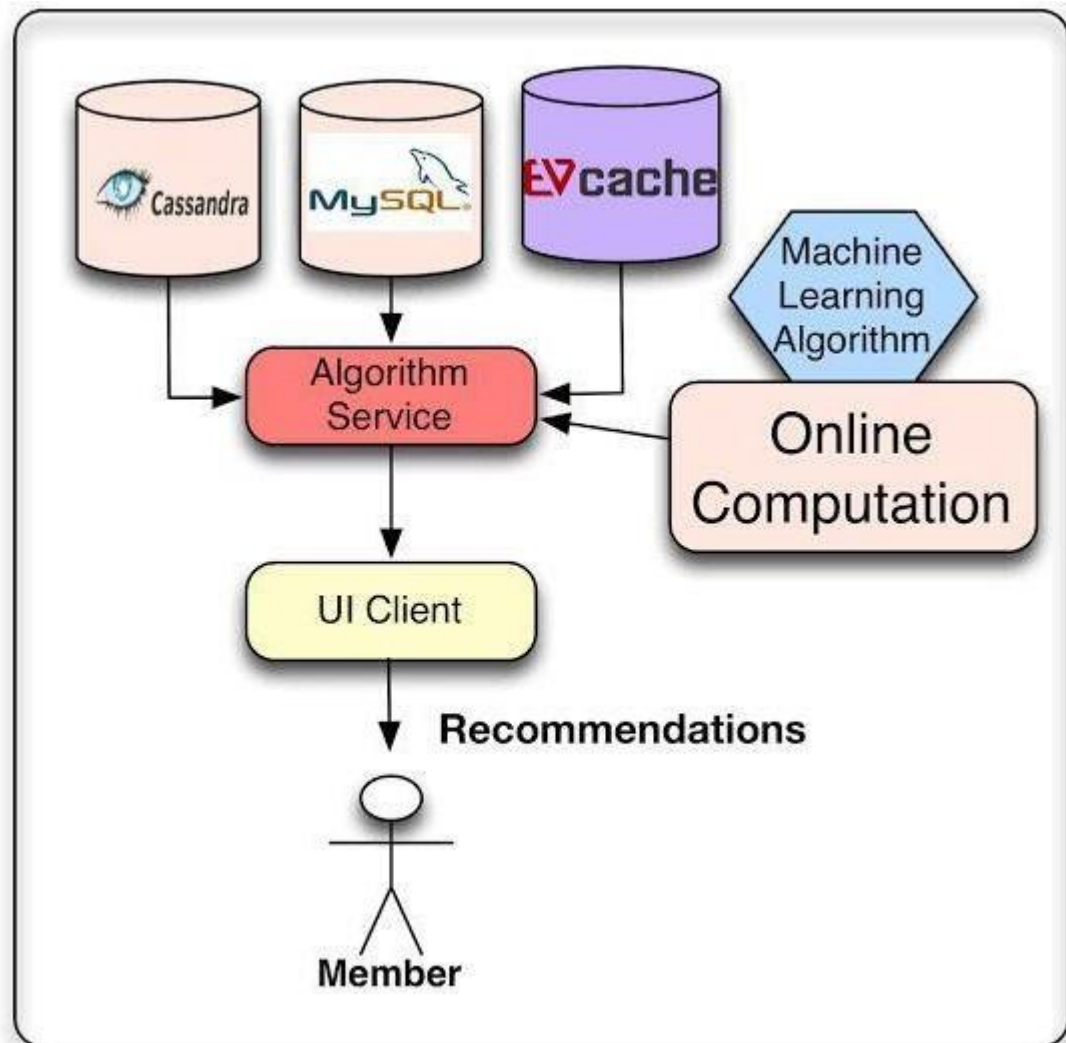 Cassandra
MySQL®
EVcache
Machine
Learning
Algorithm
Algorithm
Service
Online
Computation
UI Client
Recommendations
Member